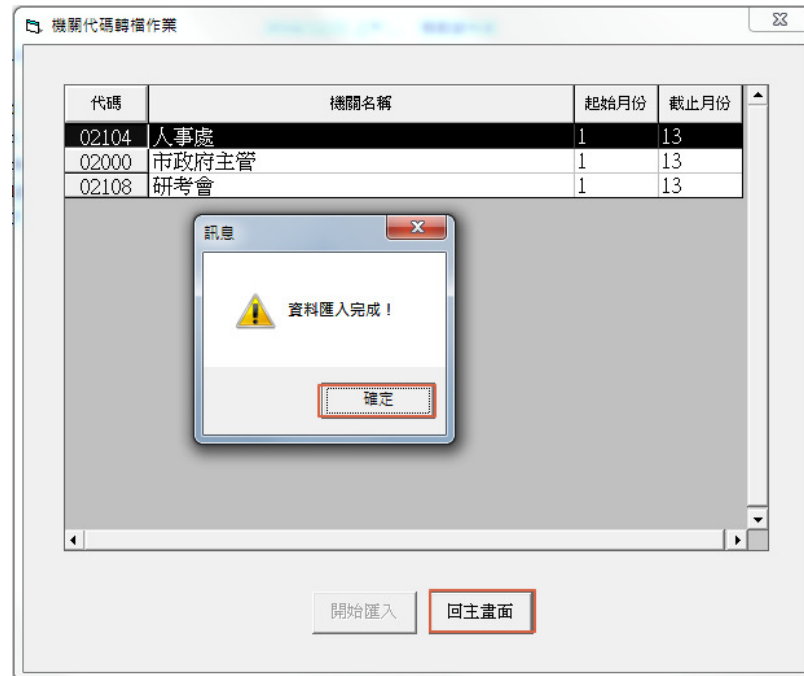 機關代碼轉檔作業
代碼 機關名稱 起始月份 截止月份
02104 人事處 1 13
02000 市政府主管 1 13
02108 研考會 1 13
訊息
資料匯入完成！
確定
開始匯入 回主畫面